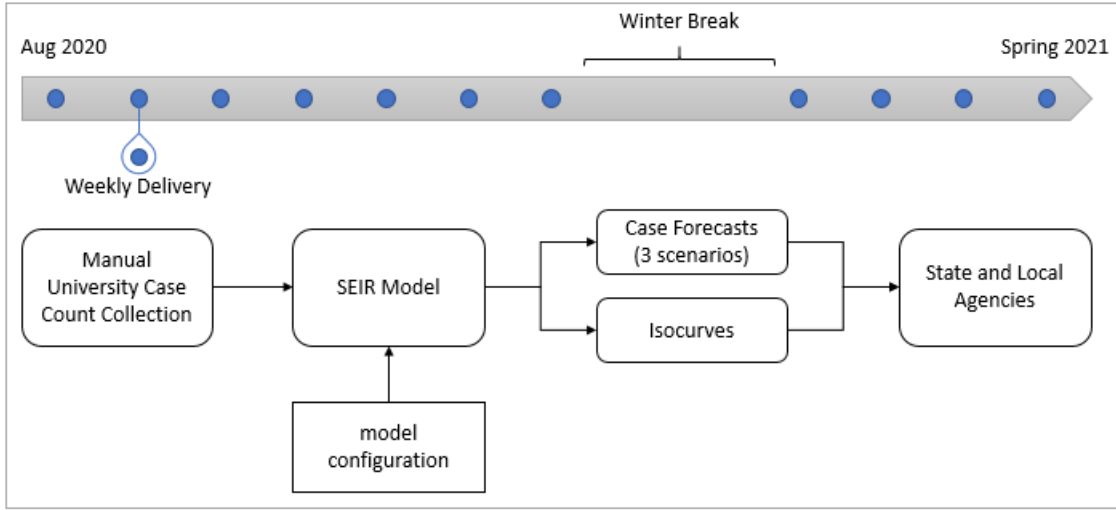 Winter Break
Aug 2020
Spring 2021
Weekly Delivery
Manual
University Case
Count Collection
SEIR Model
Case Forecasts
(3 scenarios)
Isocurves
State and Local
Agencies
model
configuration